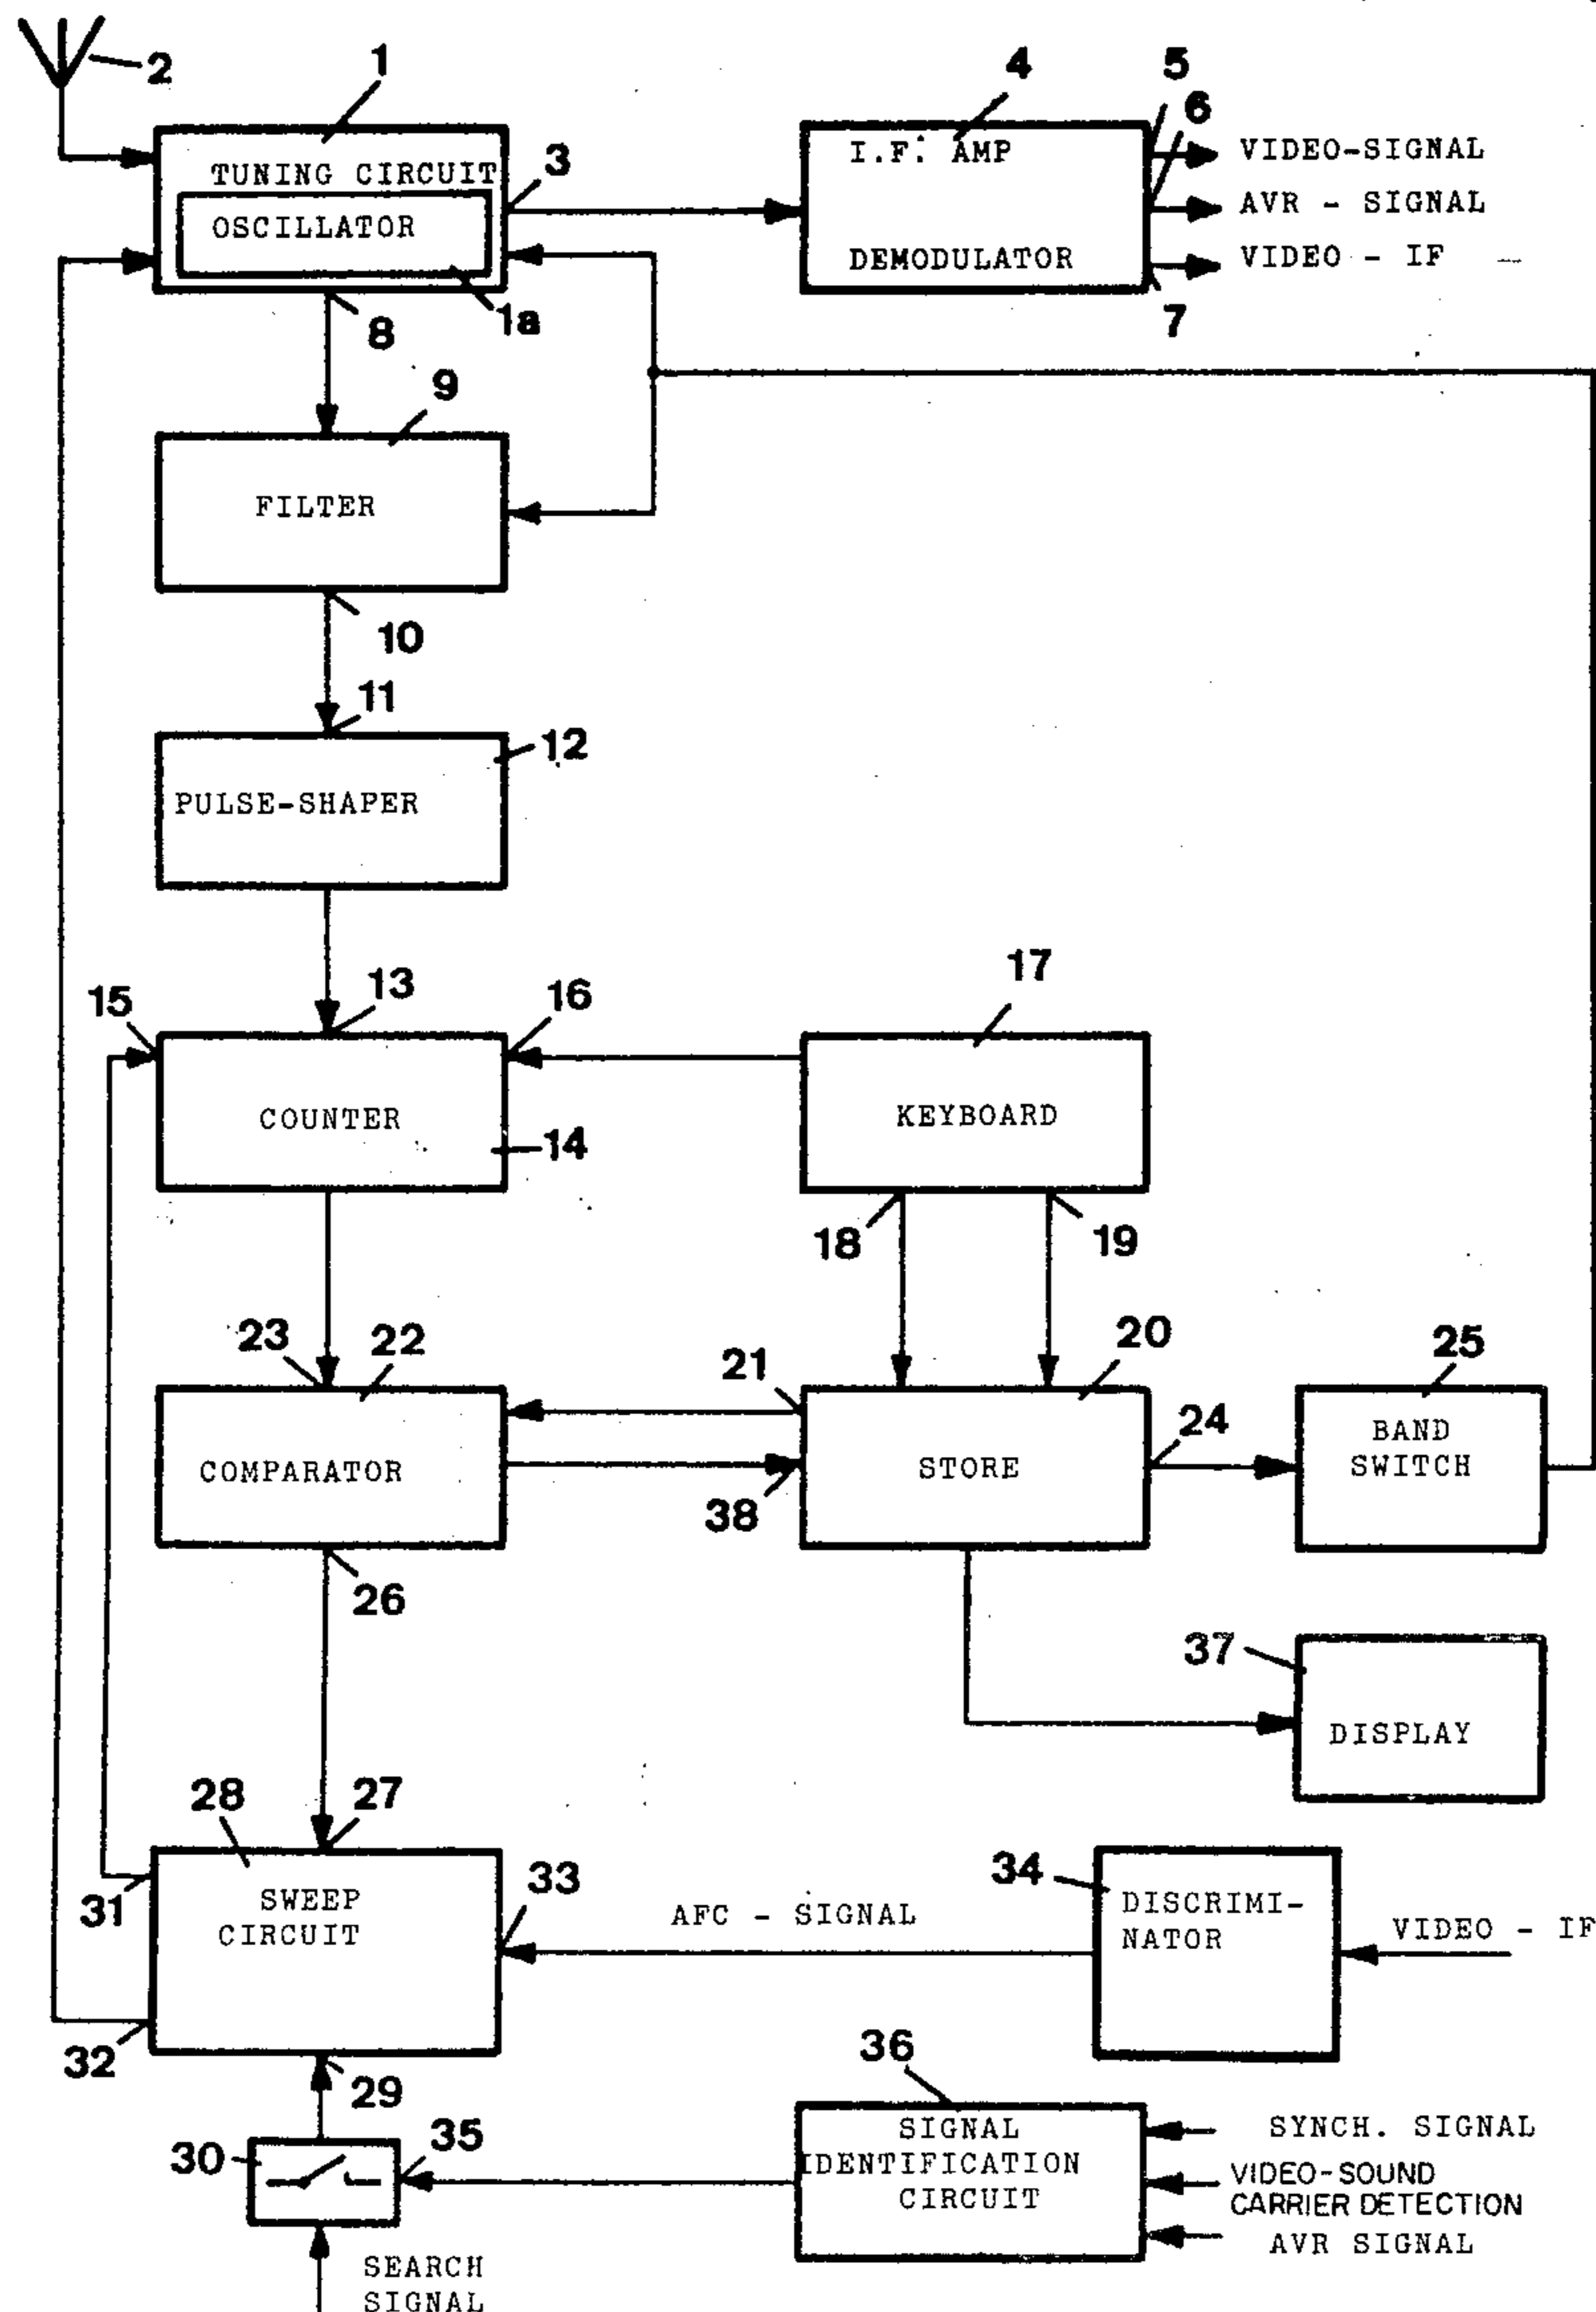 1
2
4
5
6
TUNING CIRCUIT
3
I.F. AMP
VIDEO-SIGNAL
OSCILLATOR
AVR - SIGNAL
DEMODULATOR
VIDEO - IF
1a
8
7
9
FILTER
10
11
12
PULSE-SHAPER
13
15
16
17
COUNTER
14
KEYBOARD
18
19
23
22
21
20
25
24
COMPARATOR
STORE
BAND
SWITCH
38
26
37
DISPLAY
28
27
31
33
34
SWEEP
CIRCUIT
AFC - SIGNAL
DISCRIMI-
NATOR
VIDEO - IF
32
29
36
30
35
SIGNAL
IDENTIFICATION
CIRCUIT
SYNCH. SIGNAL
VIDEO-SOUND
CARRIER DETECTION
AVR SIGNAL
SEARCH
SIGNAL